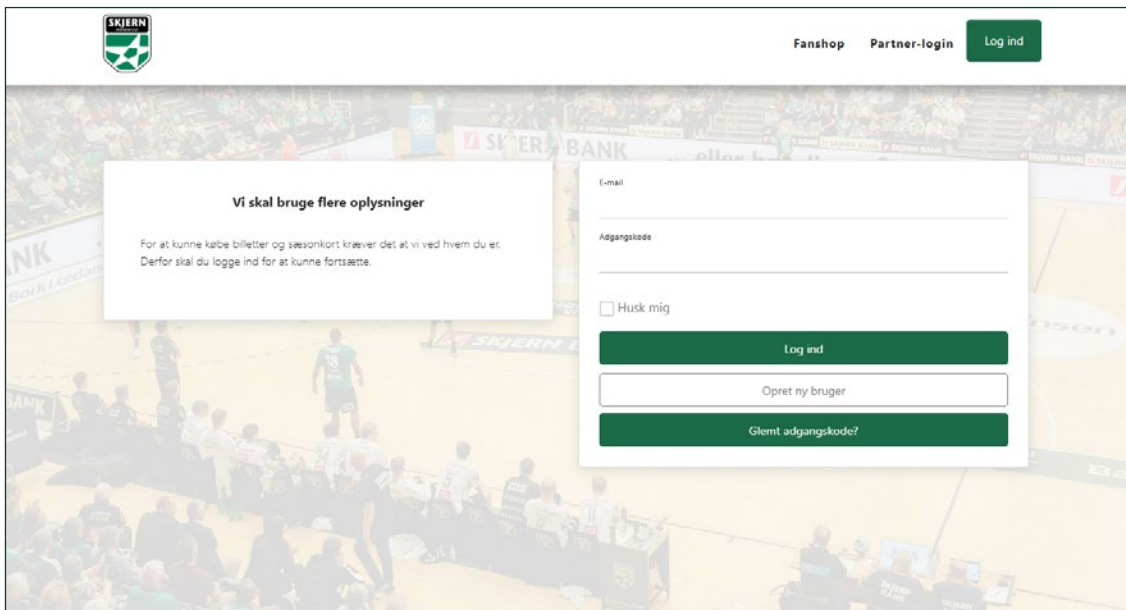 SKJERN
Fanshop
Partner-login
Log ind
Vi skal bruge flere oplysninger
For at kunne købe billetter og sæsonkort kræver det at vi ved hvem du er.
Derfor skal du logge ind for at kunne fortsætte.
E-mail
Adgangskode
Husk mig
Log ind
Opret ny bruger
Glemt adgangskode?
BANK
SKJERN
BANK
SKJERN
BANK